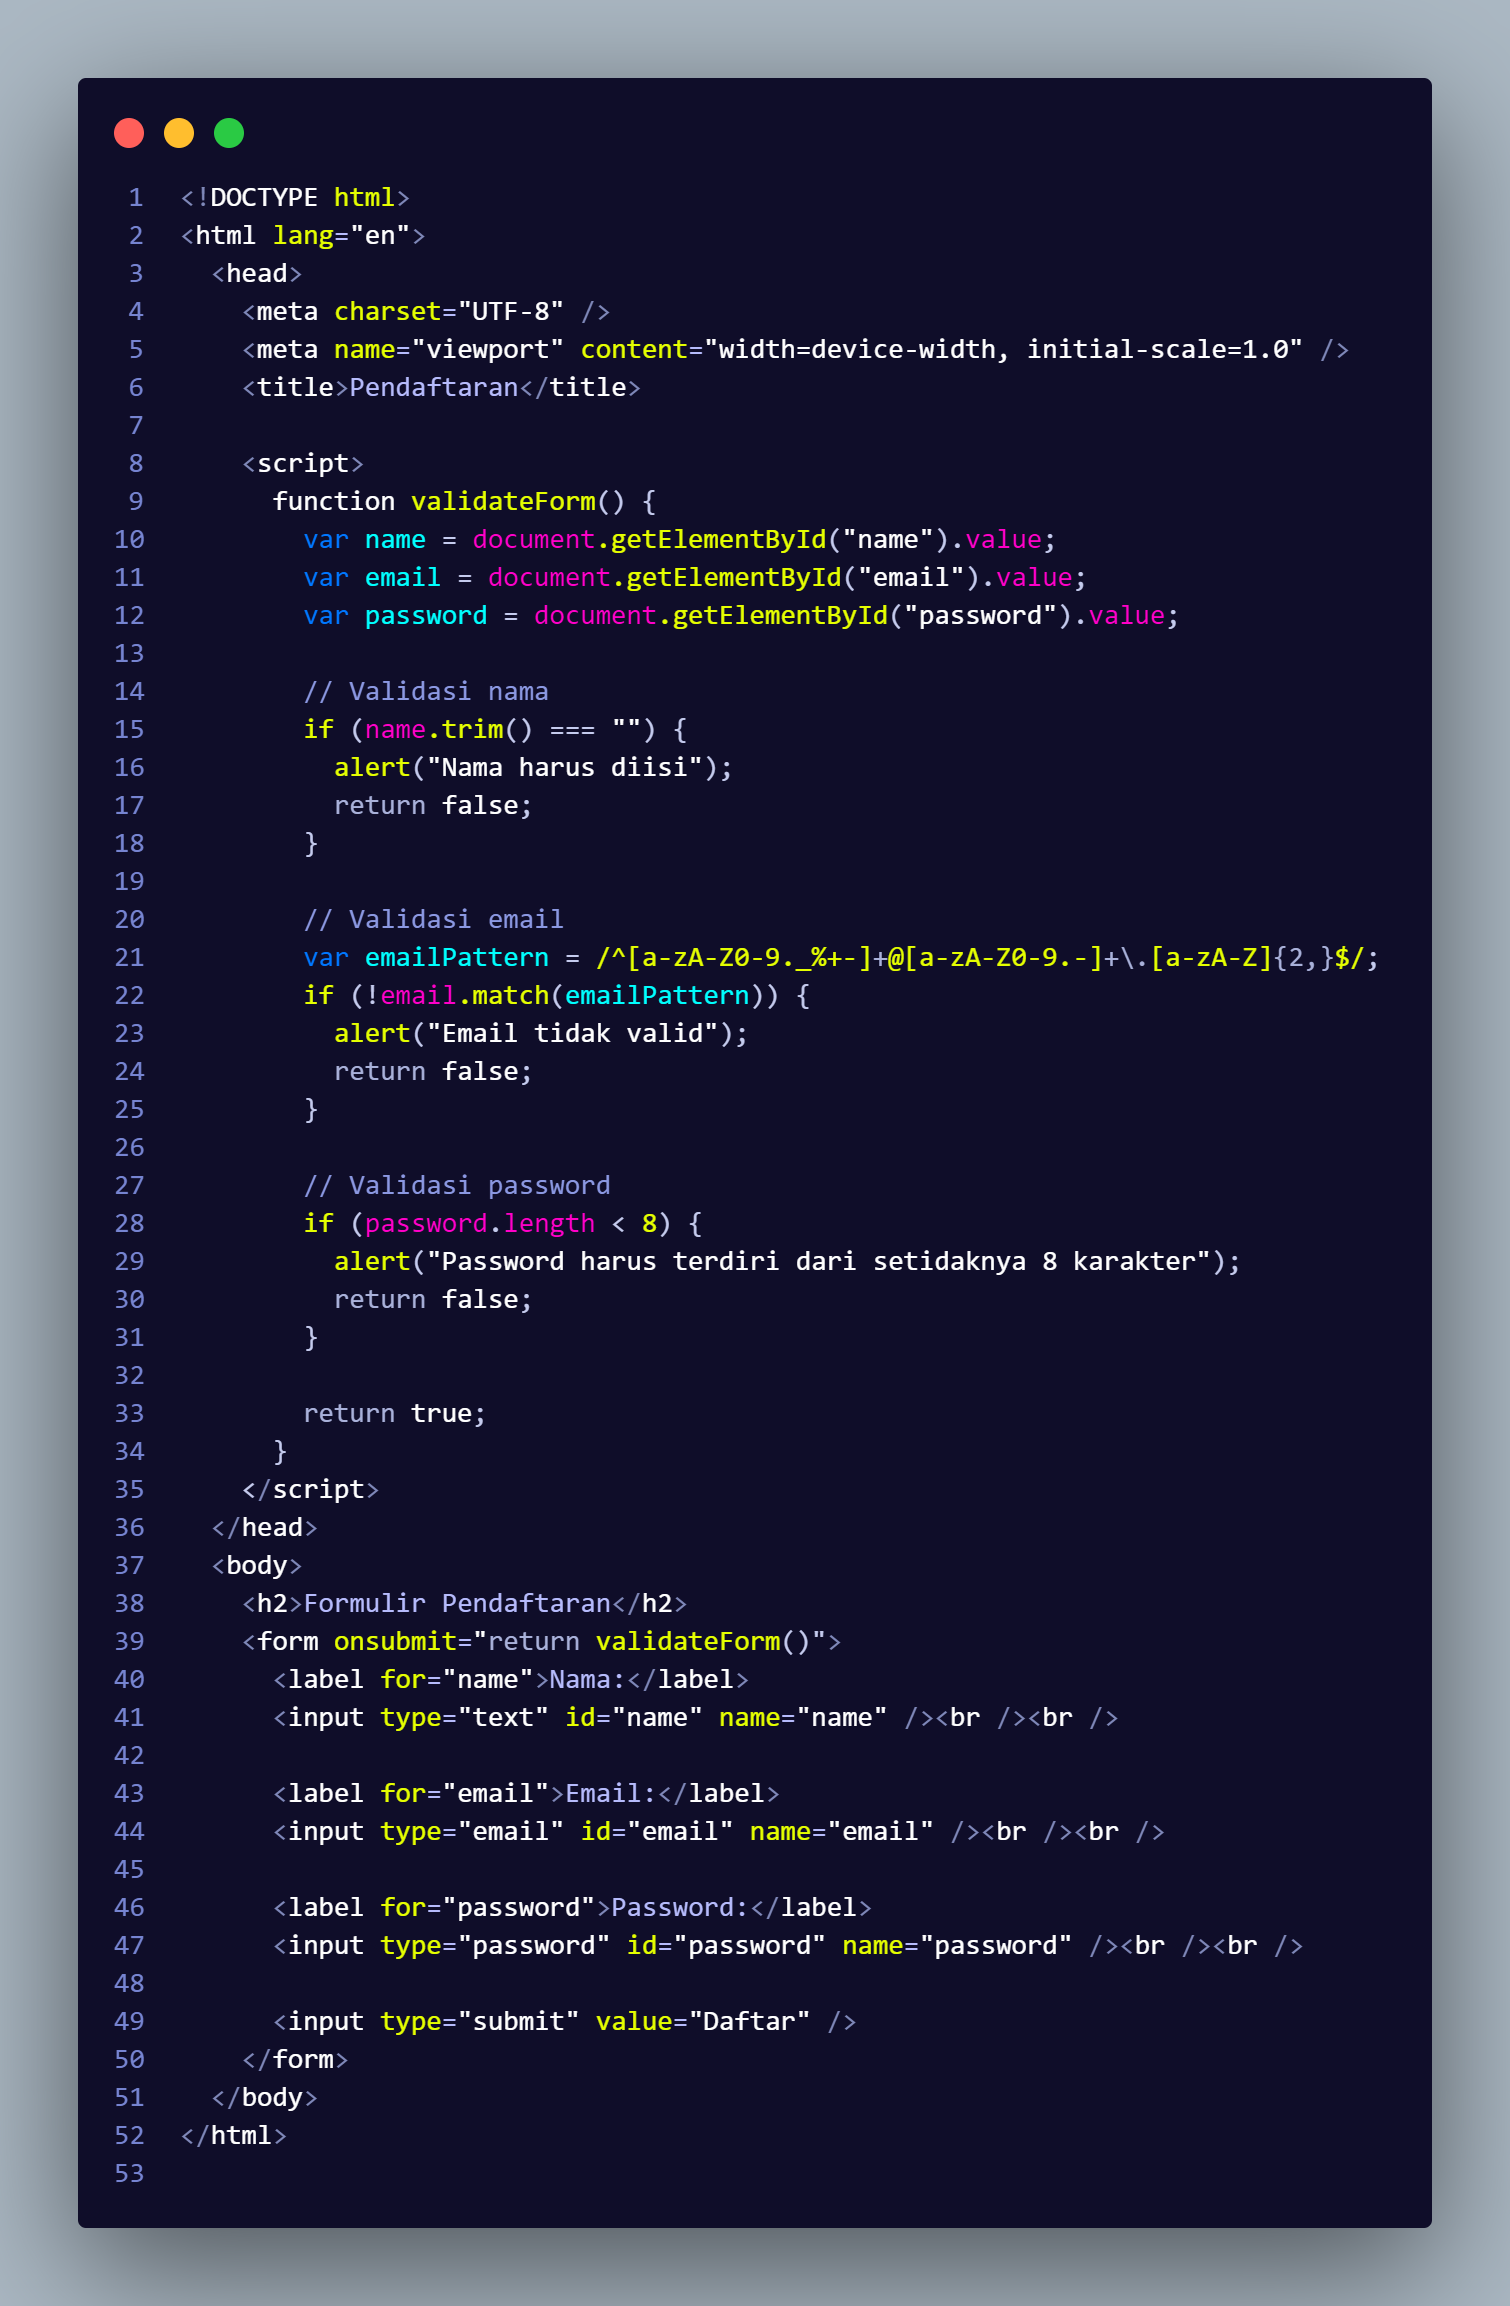 1 <!DOCTYPE html>
2 <html lang="en">
3   <head>
4     <meta charset="UTF-8" />
5     <meta name="viewport" content="width=device-width, initial-scale=1.0" />
6     <title>Pendaftaran</title>
7
8     <script>
9       function validateForm() {
10         var name = document.getElementById("name").value;
11         var email = document.getElementById("email").value;
12         var password = document.getElementById("password").value;
13
14         // Validasi nama
15         if (name.trim() === "") {
16           alert("Nama harus diisi");
17           return false;
18         }
19
20         // Validasi email
21         var emailPattern = /^[a-zA-Z0-9._%+-]+@[a-zA-Z0-9.-]+\.[a-zA-Z]{2,}$/;
22         if (!email.match(emailPattern)) {
23           alert("Email tidak valid");
24           return false;
25         }
26
27         // Validasi password
28         if (password.length < 8) {
29           alert("Password harus terdiri dari setidaknya 8 karakter");
30           return false;
31         }
32
33         return true;
34       }
35     </script>
36   </head>
37   <body>
38     <h2>Formulir Pendaftaran</h2>
39     <form onsubmit="return validateForm()">
40       <label for="name">Nama:</label>
41       <input type="text" id="name" name="name" /><br /><br />
42
43       <label for="email">Email:</label>
44       <input type="email" id="email" name="email" /><br /><br />
45
46       <label for="password">Password:</label>
47       <input type="password" id="password" name="password" /><br /><br />
48
49       <input type="submit" value="Daftar" />
50     </form>
51   </body>
52 </html>
53